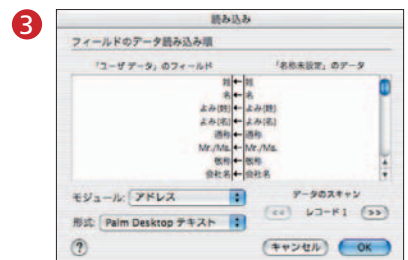 3
読み込み
フィールドのデータ読み込み順
「ユーザデータ」のフィールド 「名称未設定」のデータ
姓 ← 姓
名 ← 名
よみ(姓) ← よみ(姓)
よみ(名) ← よみ(名)
通称 ← 通称
Mr./Ms. ← Mr./Ms.
敬称 ← 敬称
会社名 ← 会社名
モジュール: アドレス データのスキャン
<< レコード 1 >>
形式: Palm Desktop テキスト
? キャンセル OK